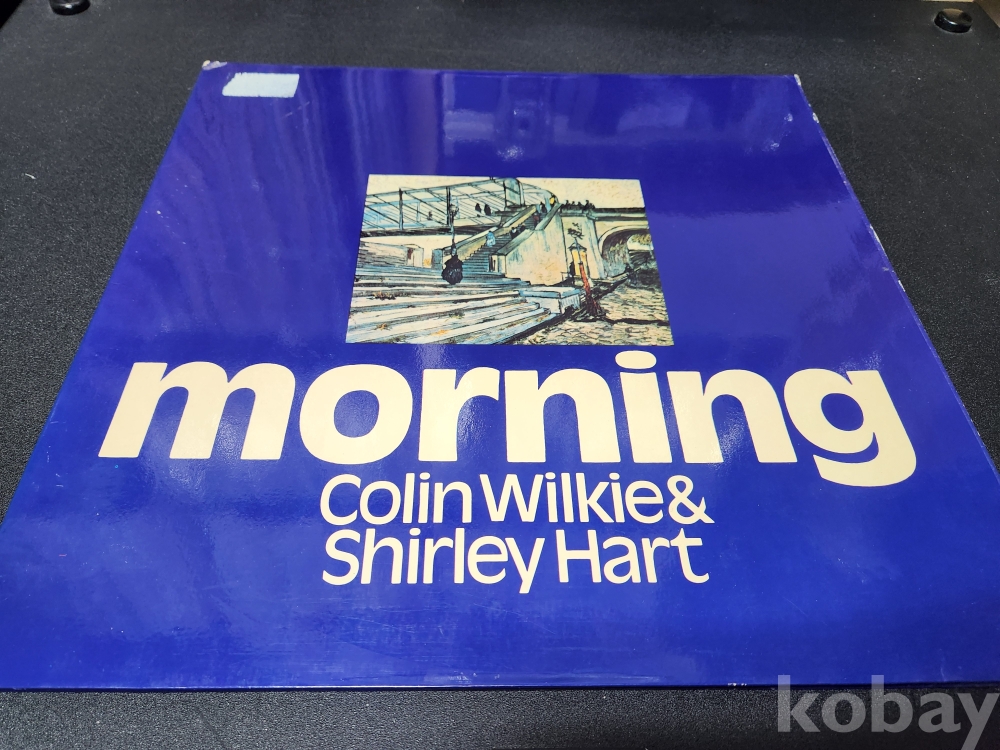 morning
Colin Wilkie &
Shirley Hart
kobay